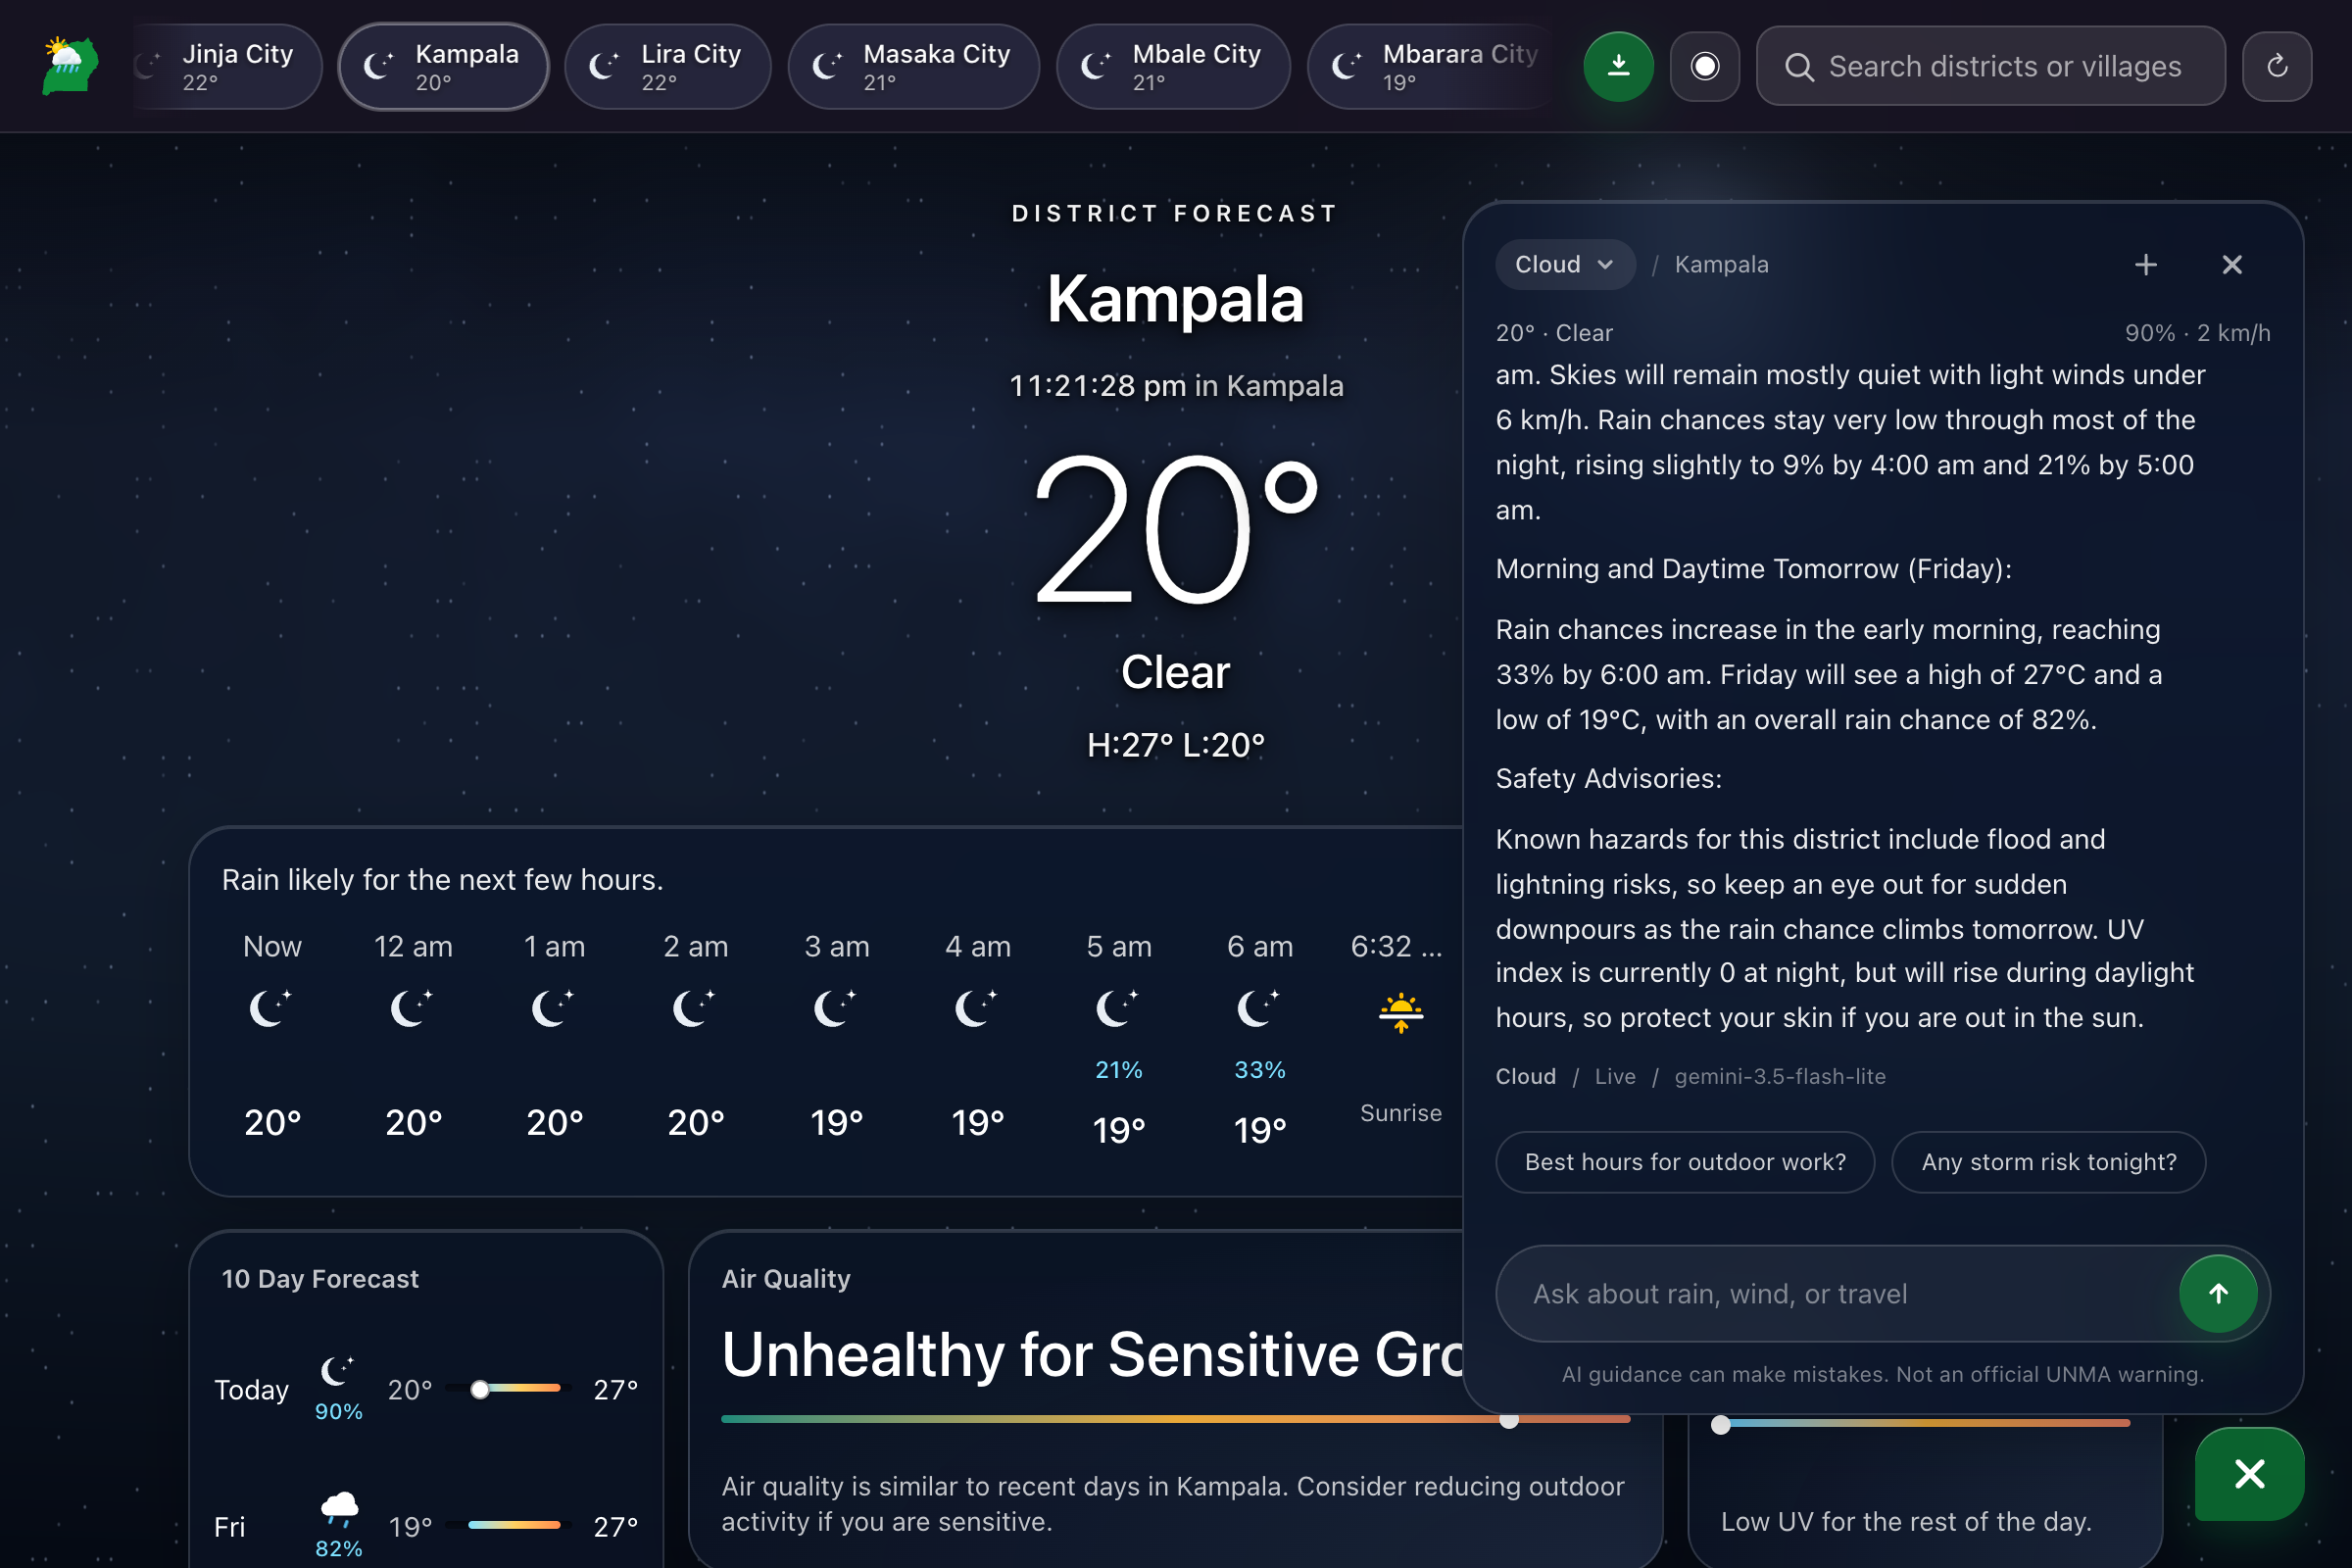 Jinja City
22°
Kampala
20°
Lira City
22°
Masaka City
21°
Mbale City
21°
Mbarara City
19°
Search districts or villages
DISTRICT FORECAST
Kampala
11:21:28 pm in Kampala
20°
Clear
H:27° L:20°
Rain likely for the next few hours.
Now 12 am 1 am 2 am 3 am 4 am 5 am 6 am 6:32 ...
21% 33%
20° 20° 20° 20° 19° 19° 19° 19° Sunrise
10 Day Forecast
Today 90% 20° 27°
Fri 82% 19° 27°
Air Quality
Unhealthy for Sensitive Gro
Air quality is similar to recent days in Kampala. Consider reducing outdoor
activity if you are sensitive.
Low UV for the rest of the day.
Cloud / Kampala
20° · Clear 90% · 2 km/h
am. Skies will remain mostly quiet with light winds under
6 km/h. Rain chances stay very low through most of the
night, rising slightly to 9% by 4:00 am and 21% by 5:00
am.
Morning and Daytime Tomorrow (Friday):
Rain chances increase in the early morning, reaching
33% by 6:00 am. Friday will see a high of 27°C and a
low of 19°C, with an overall rain chance of 82%.
Safety Advisories:
Known hazards for this district include flood and
lightning risks, so keep an eye out for sudden
downpours as the rain chance climbs tomorrow. UV
index is currently 0 at night, but will rise during daylight
hours, so protect your skin if you are out in the sun.
Cloud / Live / gemini-3.5-flash-lite
Best hours for outdoor work? Any storm risk tonight?
Ask about rain, wind, or travel
AI guidance can make mistakes. Not an official UNMA warning.